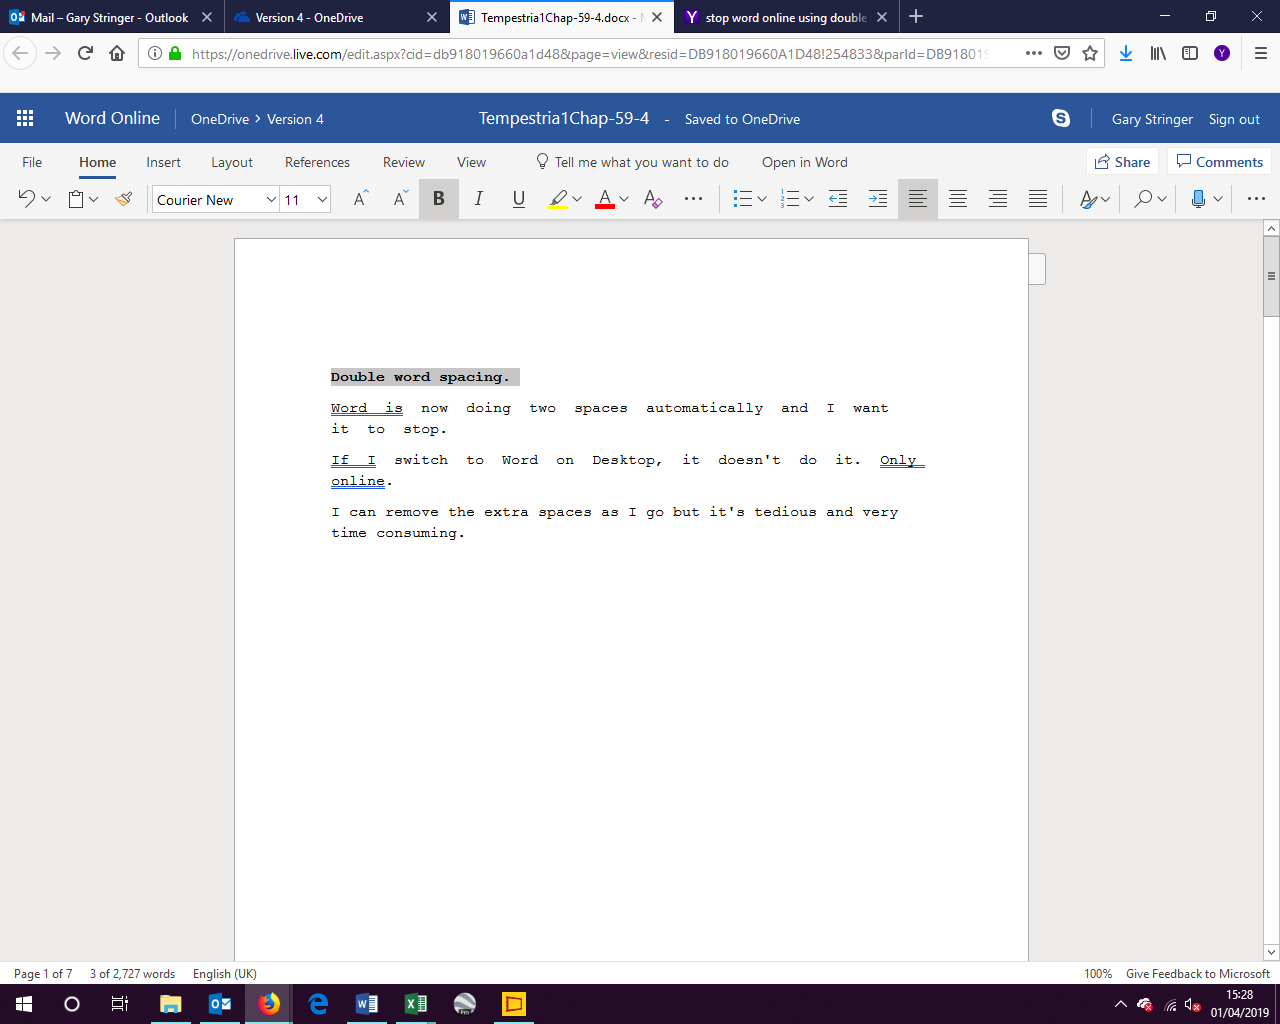 Mail – Gary Stringer - Outlook
Version 4 - OneDrive
Tempestria1Chap-59-4.docx -
stop word online using double
https://onedrive.live.com/edit.aspx?cid=db918019660a1d48&page=view&resid=DB918019660A1D48!254833&parId=DB91801
Word Online
OneDrive > Version 4
Tempestria1Chap-59-4 - Saved to OneDrive
Gary Stringer
Sign out
File
Home
Insert
Layout
References
Review
View
Tell me what you want to do
Open in Word
Share
Comments
Courier New
11
Double word spacing.
Word  is  now  doing  two  spaces  automatically  and  I  want
it  to  stop.
If  I  switch  to  Word  on  Desktop,  it  doesn't  do  it.  Only
online.
I can remove the extra spaces as I go but it's tedious and very
time consuming.
Page 1 of 7
3 of 2,727 words
English (UK)
100%
Give Feedback to Microsoft
15:28
01/04/2019